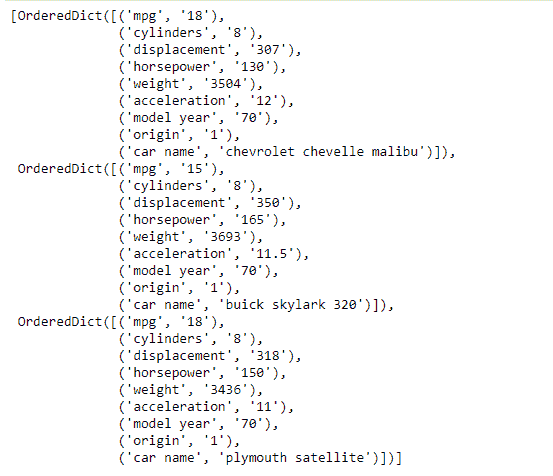 [OrderedDict([('mpg', '18'),
('cylinders', '8'),
('displacement', '307'),
('horsepower', '130'),
('weight', '3504'),
('acceleration', '12'),
('model year', '70'),
('origin', '1'),
('car name', 'chevrolet chevelle malibu')]),
OrderedDict([('mpg', '15'),
('cylinders', '8'),
('displacement', '350'),
('horsepower', '165'),
('weight', '3693'),
('acceleration', '11.5'),
('model year', '70'),
('origin', '1'),
('car name', 'buick skylark 320')]),
OrderedDict([('mpg', '18'),
('cylinders', '8'),
('displacement', '318'),
('horsepower', '150'),
('weight', '3436'),
('acceleration', '11'),
('model year', '70'),
('origin', '1'),
('car name', 'plymouth satellite')])]